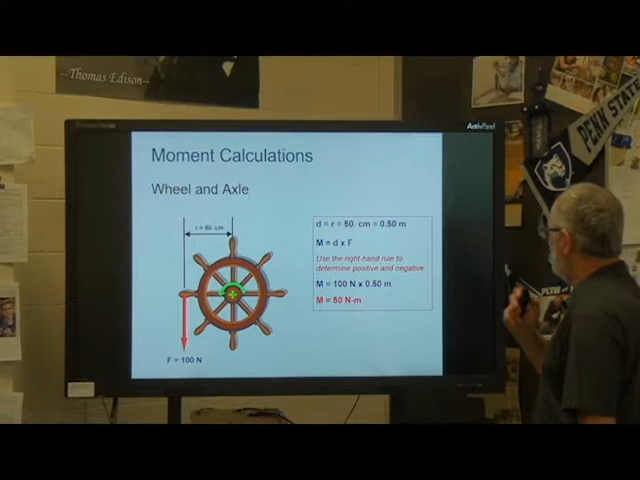 ~Thomas Edison~
ActivPanel
PENN STATE
Moment Calculations
Wheel and Axle
r = 50. cm
F = 100 N
d = r = 50. cm = 0.50 m
M = d x F
Use the right-hand rule to
determine positive and negative.
M = 100 N x 0.50 m
M = 50 N·m